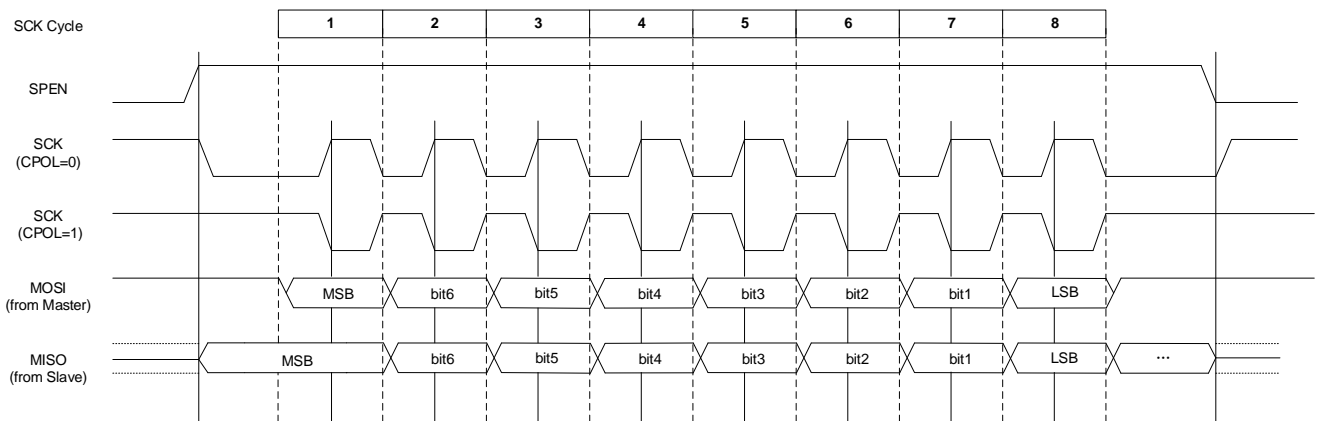 SCK Cycle 1 2 3 4 5 6 7 8
SPEN
SCK
(CPOL=0)
SCK
(CPOL=1)
MOSI
(from Master)
MSB bit6 bit5 bit4 bit3 bit2 bit1 LSB
MISO
(from Slave)
MSB bit6 bit5 bit4 bit3 bit2 bit1 LSB ...